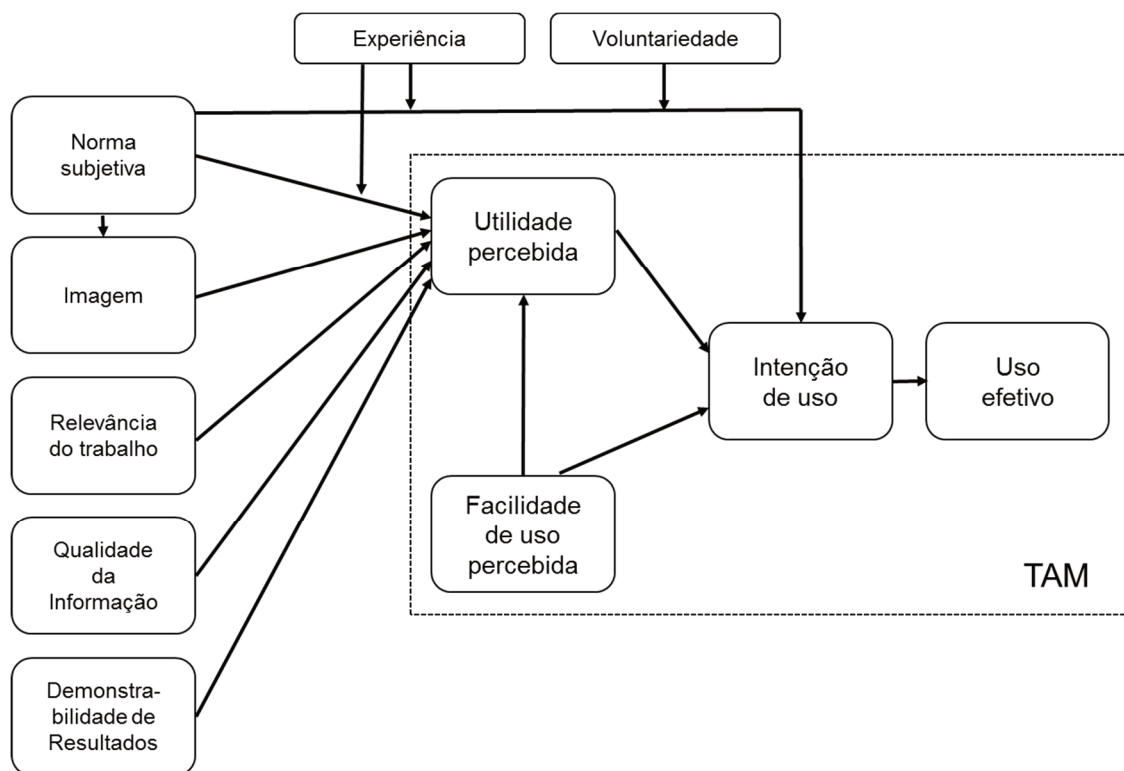 Experiência
Voluntariedade
Norma
subjetiva
Imagem
Relevância
do trabalho
Qualidade
da
Informação
Demonstra-
bilidade de
Resultados
Utilidade
percebida
Facilidade
de uso
percebida
Intenção
de uso
Uso
efetivo
TAM